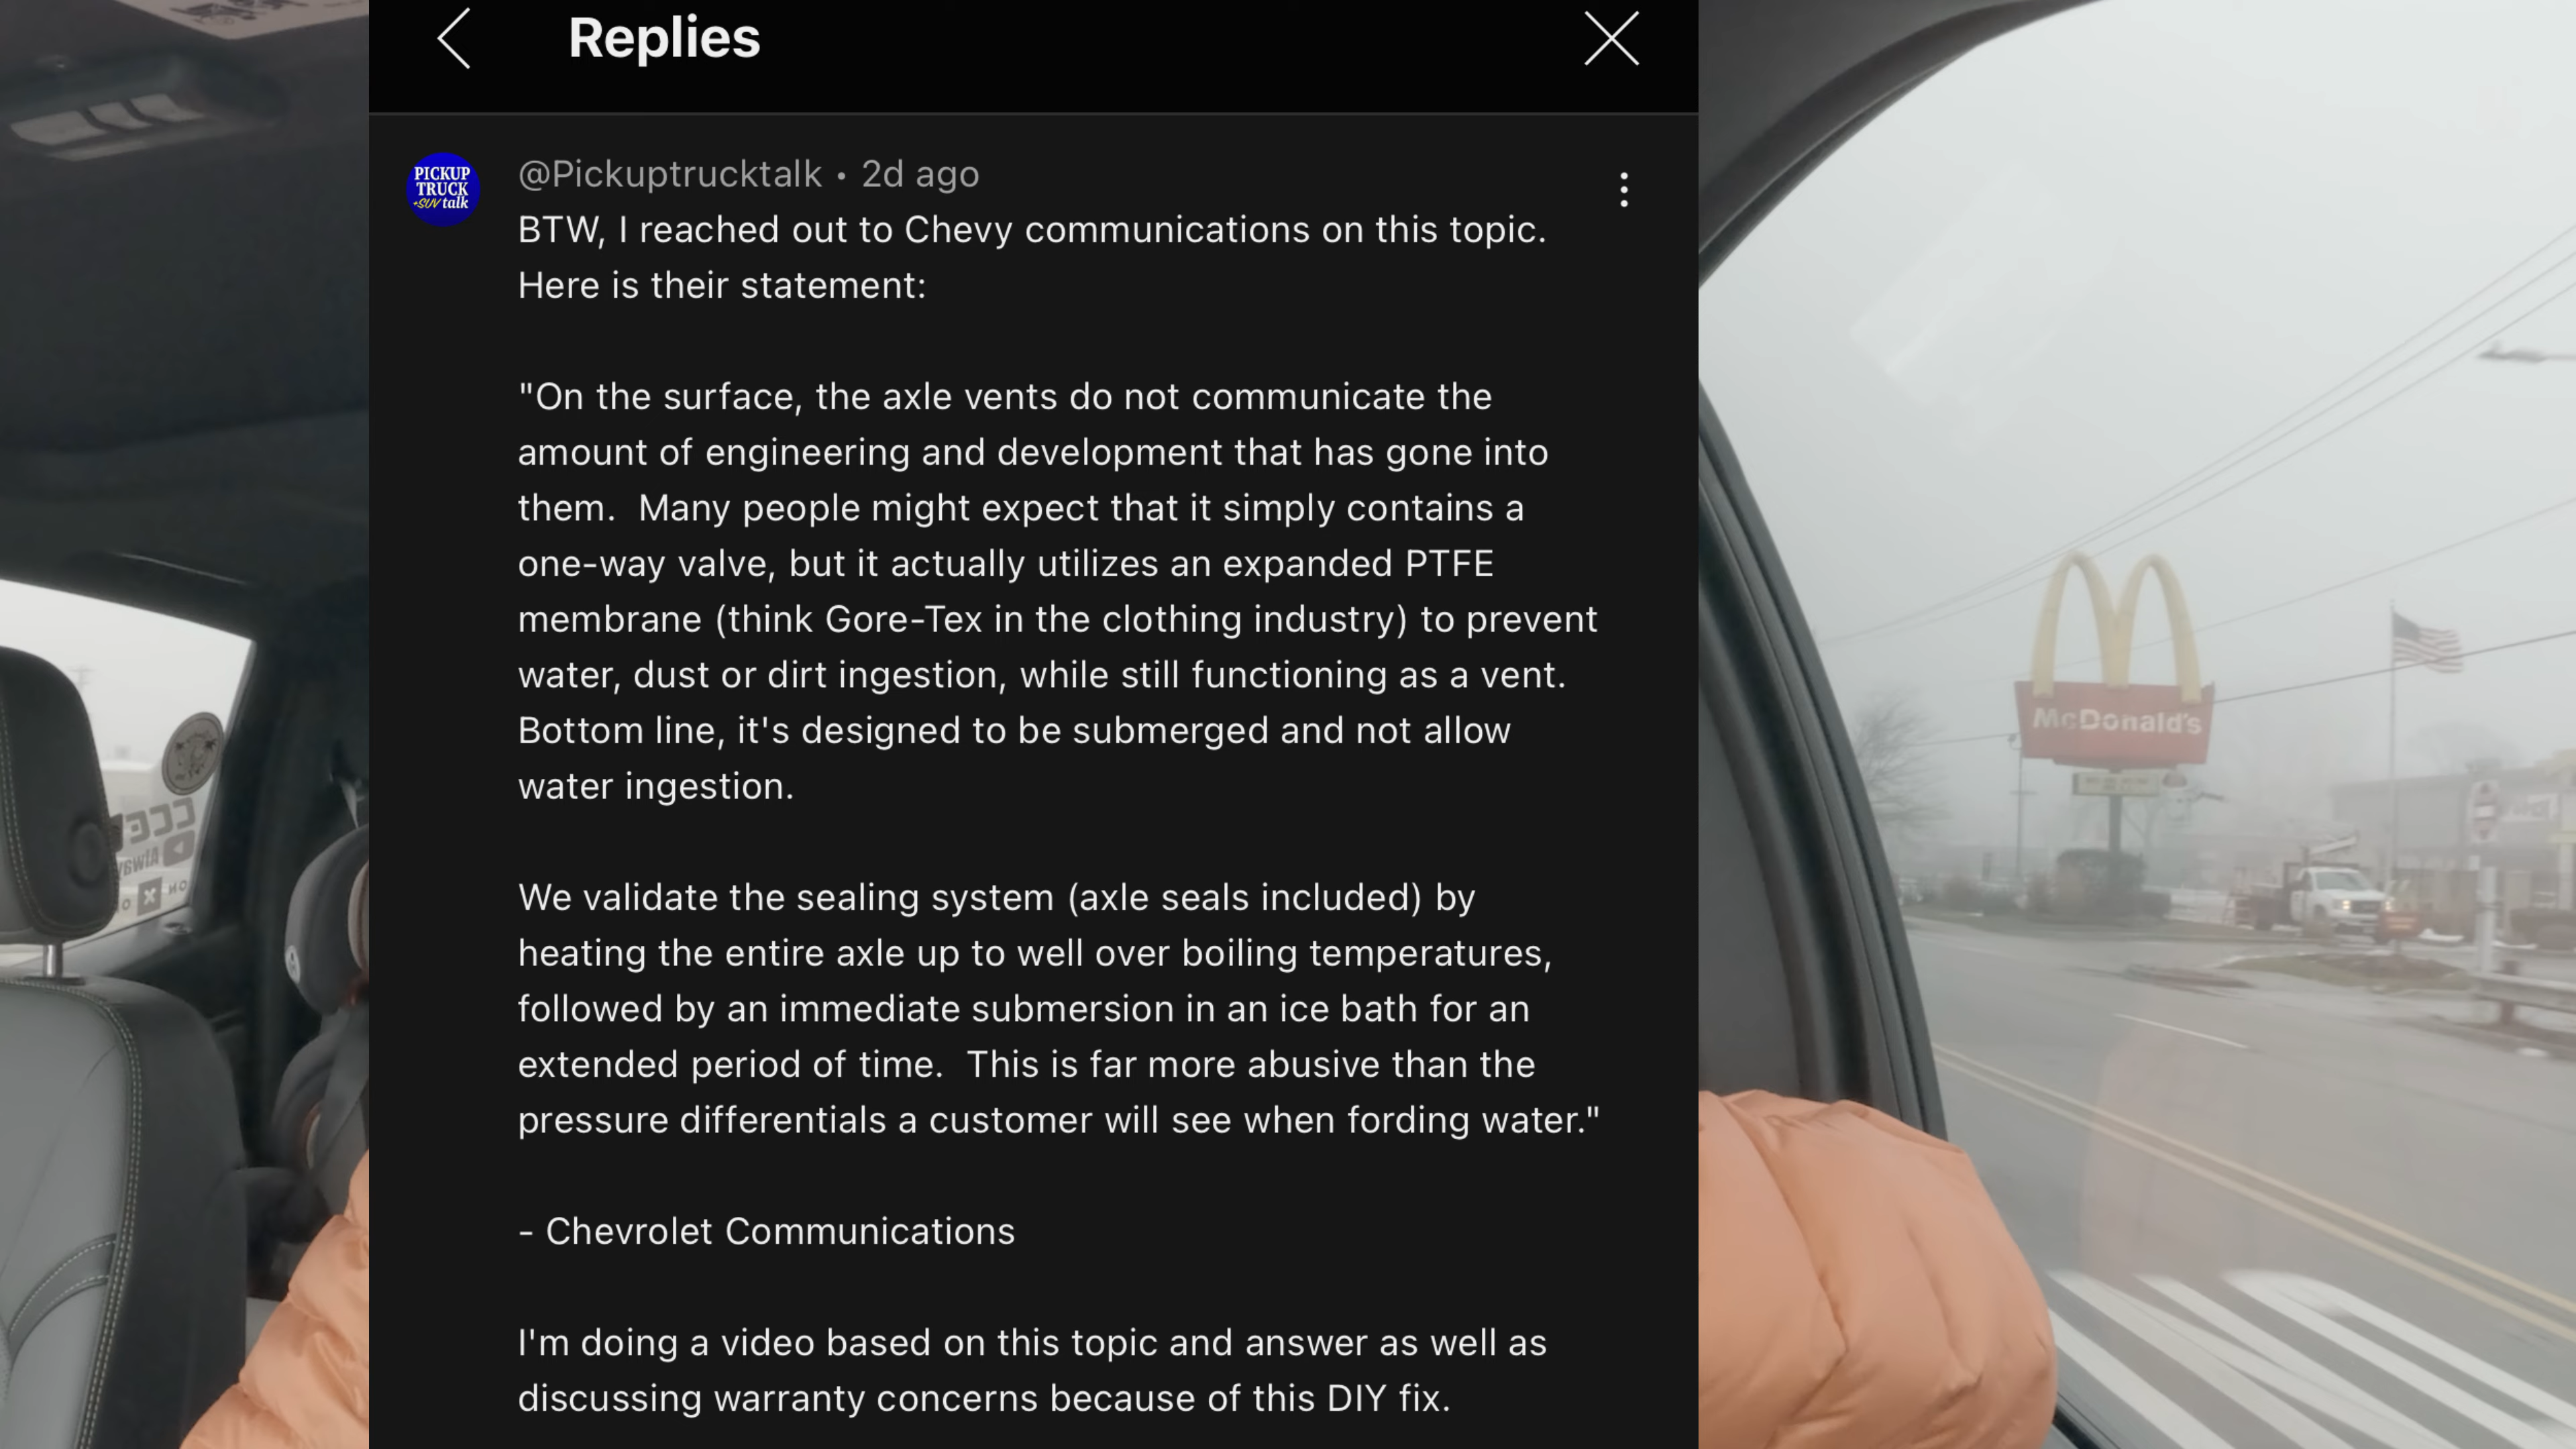 Replies
PICKUP
TRUCK
+SUV talk
@Pickuptrucktalk • 2d ago
BTW, I reached out to Chevy communications on this topic.
Here is their statement:
"On the surface, the axle vents do not communicate the
amount of engineering and development that has gone into
them.  Many people might expect that it simply contains a
one-way valve, but it actually utilizes an expanded PTFE
membrane (think Gore-Tex in the clothing industry) to prevent
water, dust or dirt ingestion, while still functioning as a vent.
Bottom line, it's designed to be submerged and not allow
water ingestion.
We validate the sealing system (axle seals included) by
heating the entire axle up to well over boiling temperatures,
followed by an immediate submersion in an ice bath for an
extended period of time.  This is far more abusive than the
pressure differentials a customer will see when fording water."
- Chevrolet Communications
I'm doing a video based on this topic and answer as well as
discussing warranty concerns because of this DIY fix.
McDonald's
ON